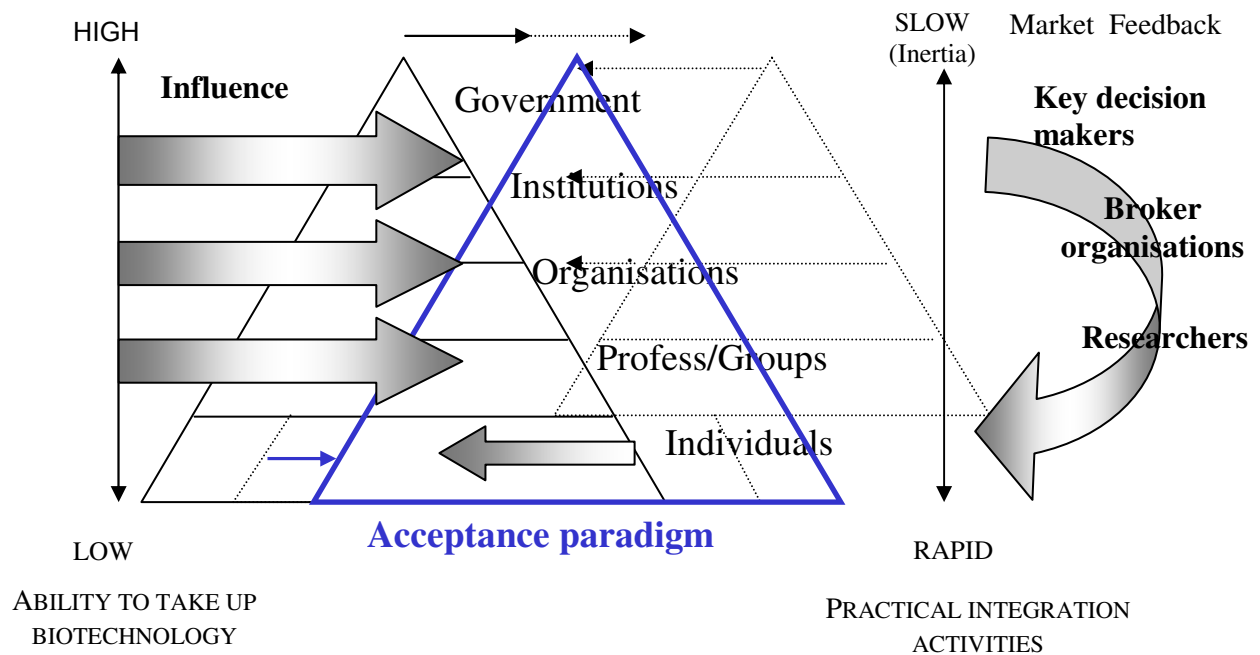 HIGH
SLOW
(Inertia)
Market Feedback
Influence
Government
Key decision
makers
Institutions
Broker
organisations
Organisations
Researchers
Profess/Groups
Individuals
Acceptance paradigm
LOW
RAPID
ABILITY TO TAKE UP
BIOTECHNOLOGY
PRACTICAL INTEGRATION
ACTIVITIES